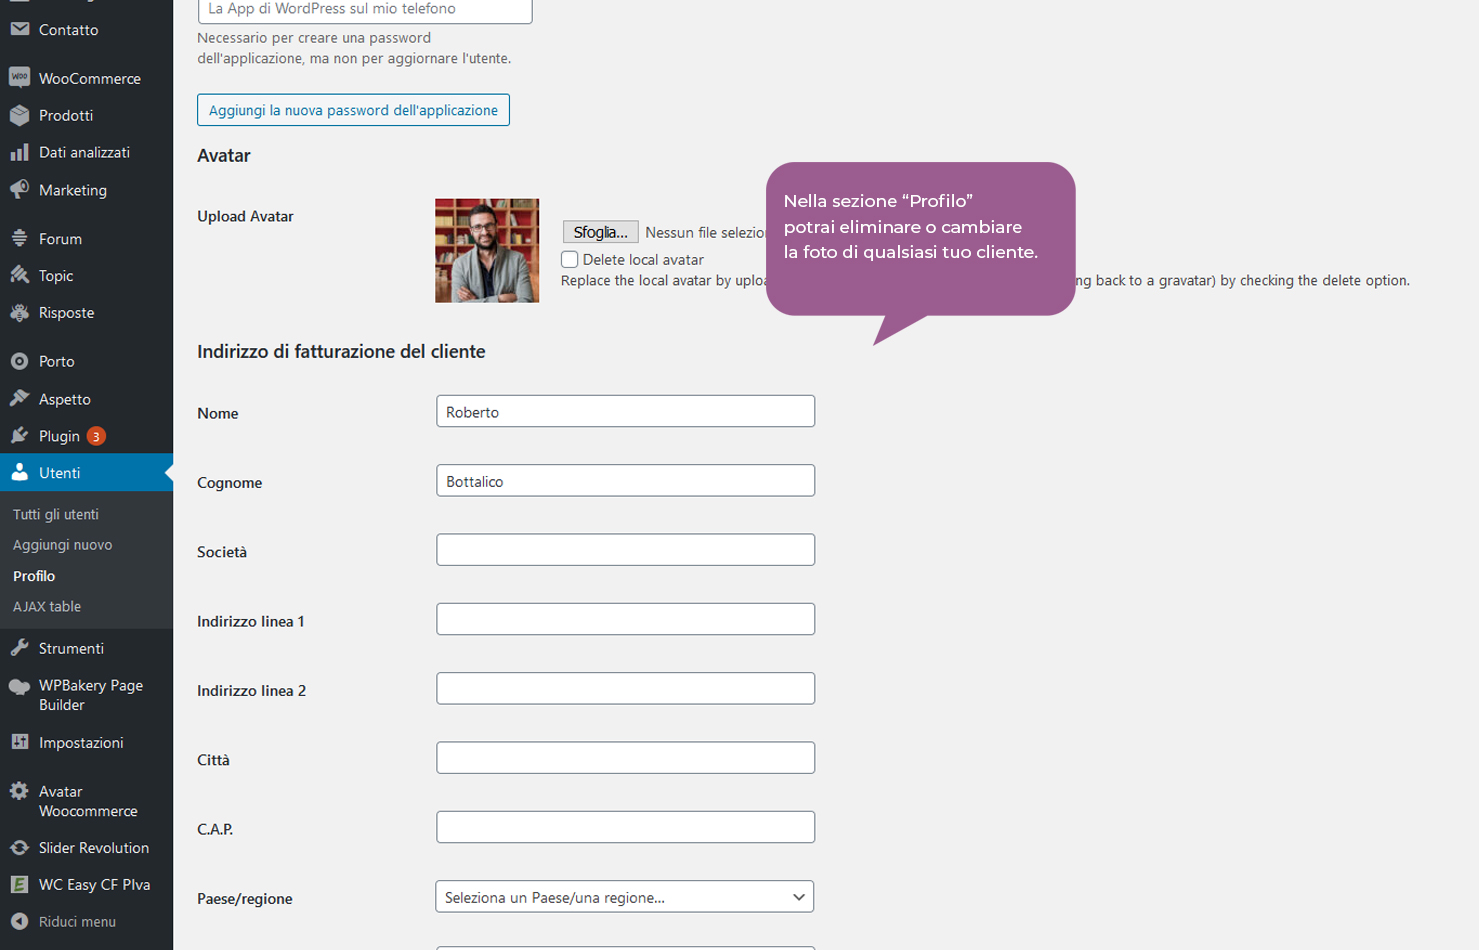 Contatto
WooCommerce
Prodotti
Dati analizzati
Marketing
Forum
Topic
Risposte
Porto
Aspetto
Plugin 3
Utenti
Tutti gli utenti
Aggiungi nuovo
Profilo
AJAX table
Strumenti
WPBakery Page
Builder
Impostazioni
Avatar
Woocommerce
Slider Revolution
WC Easy CF PIva
Riduci menu
La App di WordPress sul mio telefono
Necessario per creare una password
dell'applicazione, ma non per aggiornare l'utente.
Aggiungi la nuova password dell'applicazione
Avatar
Upload Avatar
Sfoglia... Nessun file
Delete local avatar
Replace the local avatar by
back to a gravatar) by checking the delete option.
Nella sezione “Profilo”
potrai eliminare o cambiare
la foto di qualsiasi tuo cliente.
Indirizzo di fatturazione del cliente
Nome Roberto
Cognome Bottalico
Società
Indirizzo linea 1
Indirizzo linea 2
Città
C.A.P.
Paese/regione Seleziona un Paese/una regione...